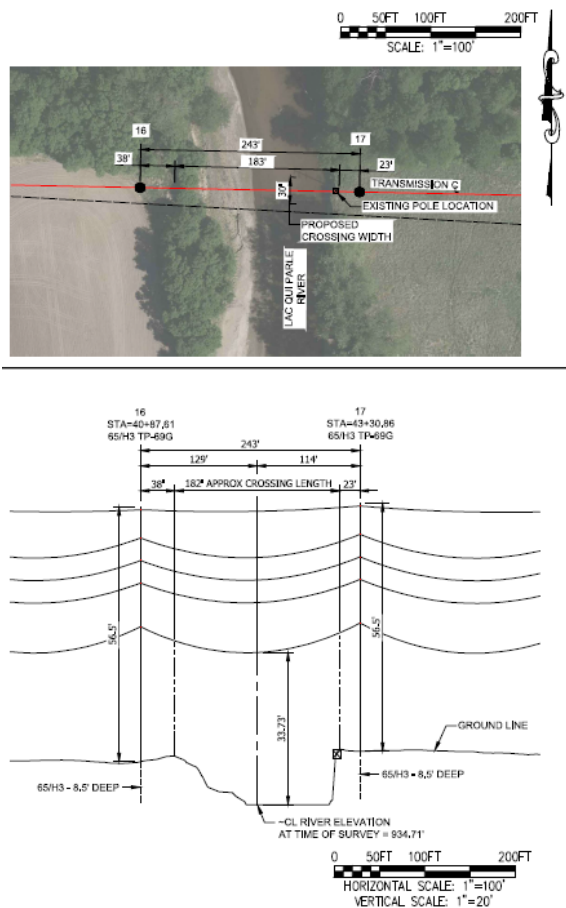 0 50FT 100FT 200FT
SCALE: 1"=100'
16
17
243'
38'
183'
23'
TRANSMISSION ℄
EXISTING POLE LOCATION
30'
PROPOSED
CROSSING WIDTH
LAC QUI PARLE
RIVER
16
STA=40+87.61
65/H3 TP-69G
17
STA=43+30.86
65/H3 TP-69G
243'
129'
114'
38'
182' APPROX CROSSING LENGTH
23'
56.5'
56.5'
33.73'
GROUND LINE
65/H3 - 8.5' DEEP
65/H3 - 8.5' DEEP
~CL RIVER ELEVATION
AT TIME OF SURVEY = 934.71'
0 50FT 100FT 200FT
HORIZONTAL SCALE: 1"=100'
VERTICAL SCALE: 1"=20'